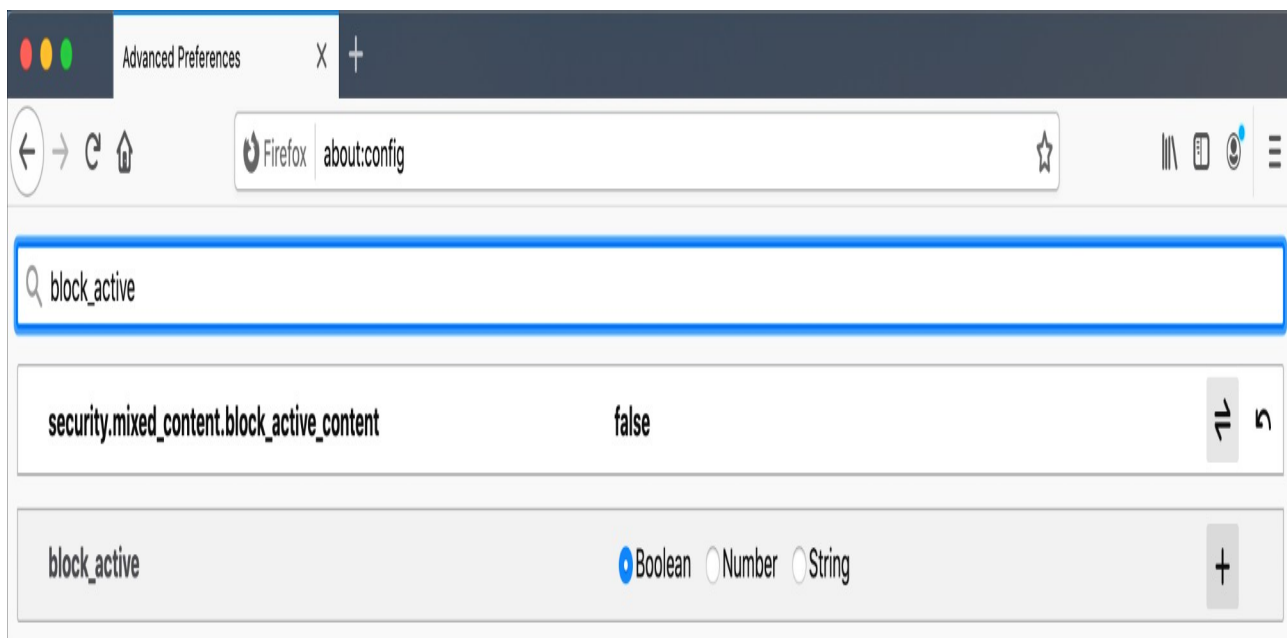 Advanced Preferences
Firefox about:config
block_active
security.mixed_content.block_active_content false
block_active Boolean Number String